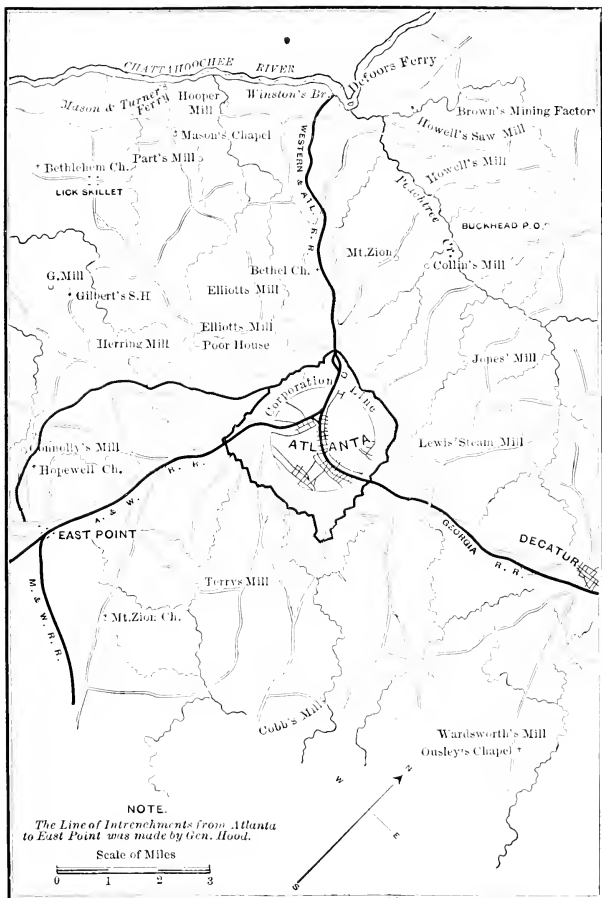 CHATTAHOOCHEE RIVER
Defoors Ferry
Mason & Turner's Ferry
Hooper Mill
Winston's Br.
Brown's Mining Factory
Howell's Saw Mill
Mason's Chapel
Part's Mill
Howell's Mill
Bethlehem Ch.
LICK SKILLET
WESTERN & ATL. R.R.
Peachtree Cr.
BUCKHEAD P.O.
Mt.Zion
Collin's Mill
Bethel Ch.
G.Mill
Gilbert's S.H
Elliotts Mill
Elliotts Mill
Herring Mill
Poor House
Jones' Mill
Corporation Line
ATLANTA
Connolly's Mill
Hopewell Ch.
Lewis' Steam Mill
A. & W. R. R.
EAST POINT
GEORGIA R. R.
DECATUR
M. & W. R. R.
Terrys Mill
Mt.Zion Ch.
Cobb's Mill
Wardsworth's Mill
Ousley's Chapel
N
W
E
S
NOTE.
The Line of Intrenchments from Atlanta
to East Point was made by Gen. Hood.
Scale of Miles
0 1 2 3